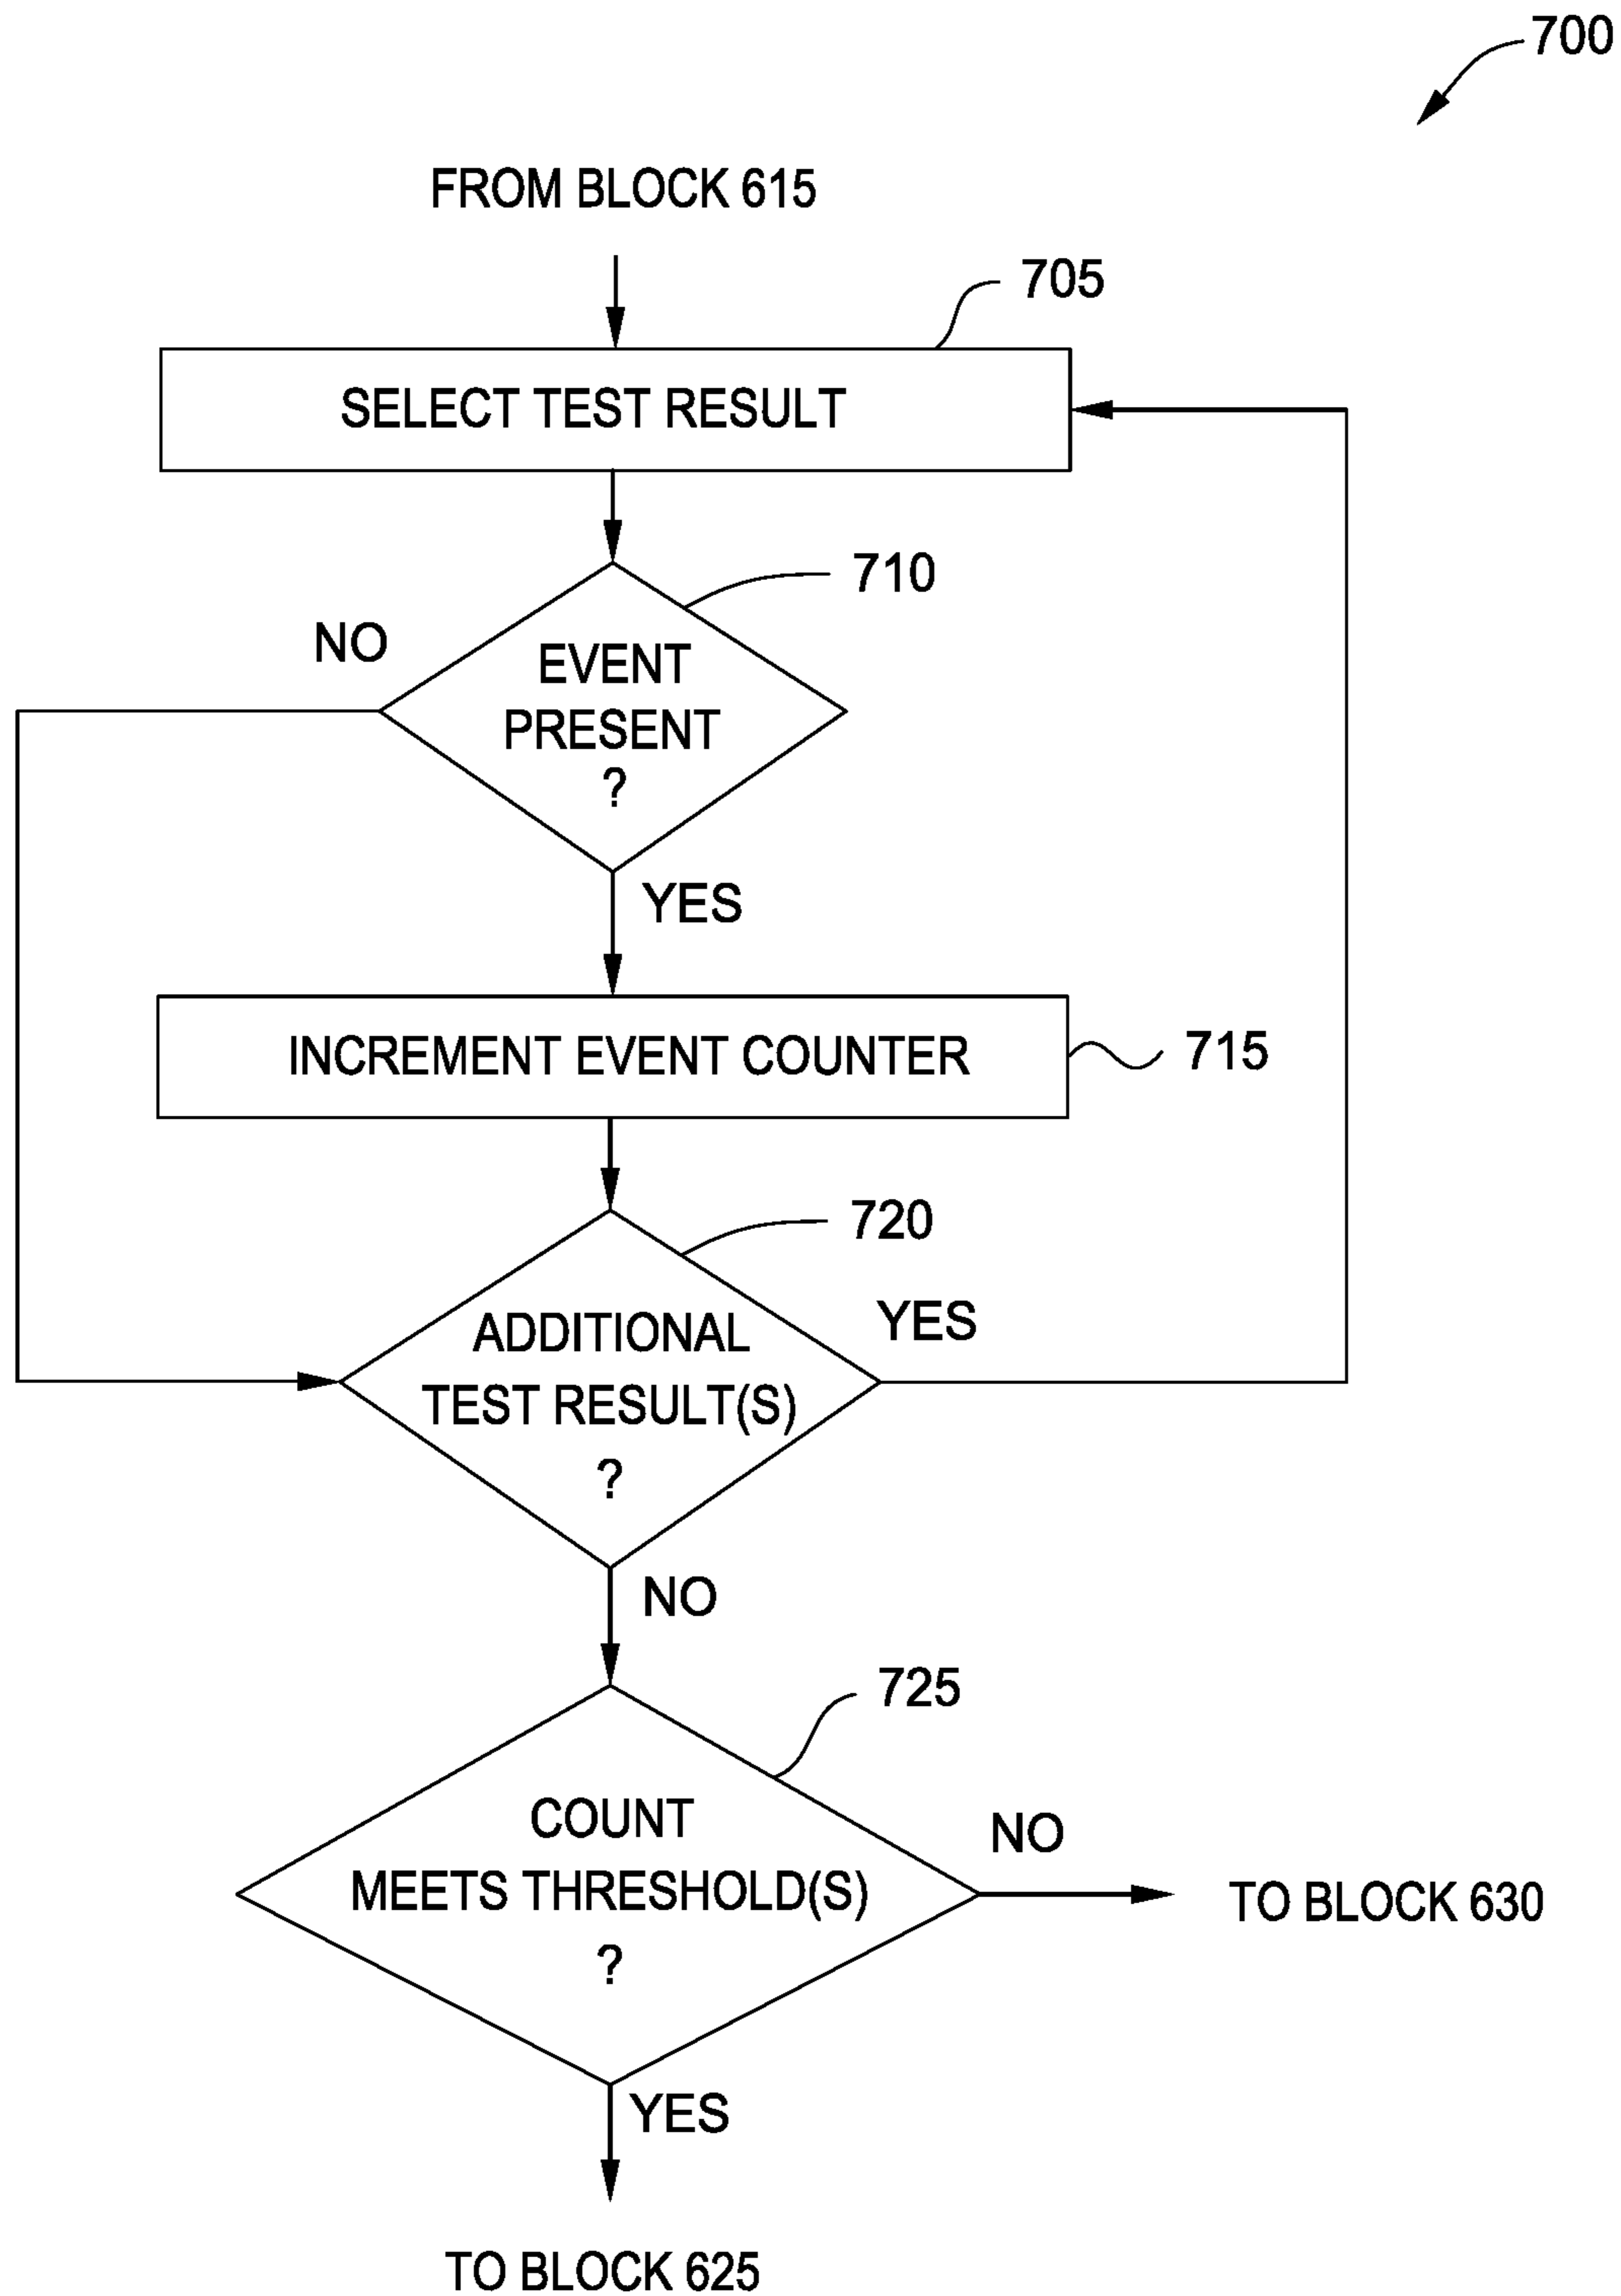 700
FROM BLOCK 615
705
SELECT TEST RESULT
710
NO
EVENT
PRESENT
?
YES
INCREMENT EVENT COUNTER
715
720
YES
ADDITIONAL
TEST RESULT(S)
?
NO
725
COUNT
NO
MEETS THRESHOLD(S)
TO BLOCK 630
?
YES
TO BLOCK 625